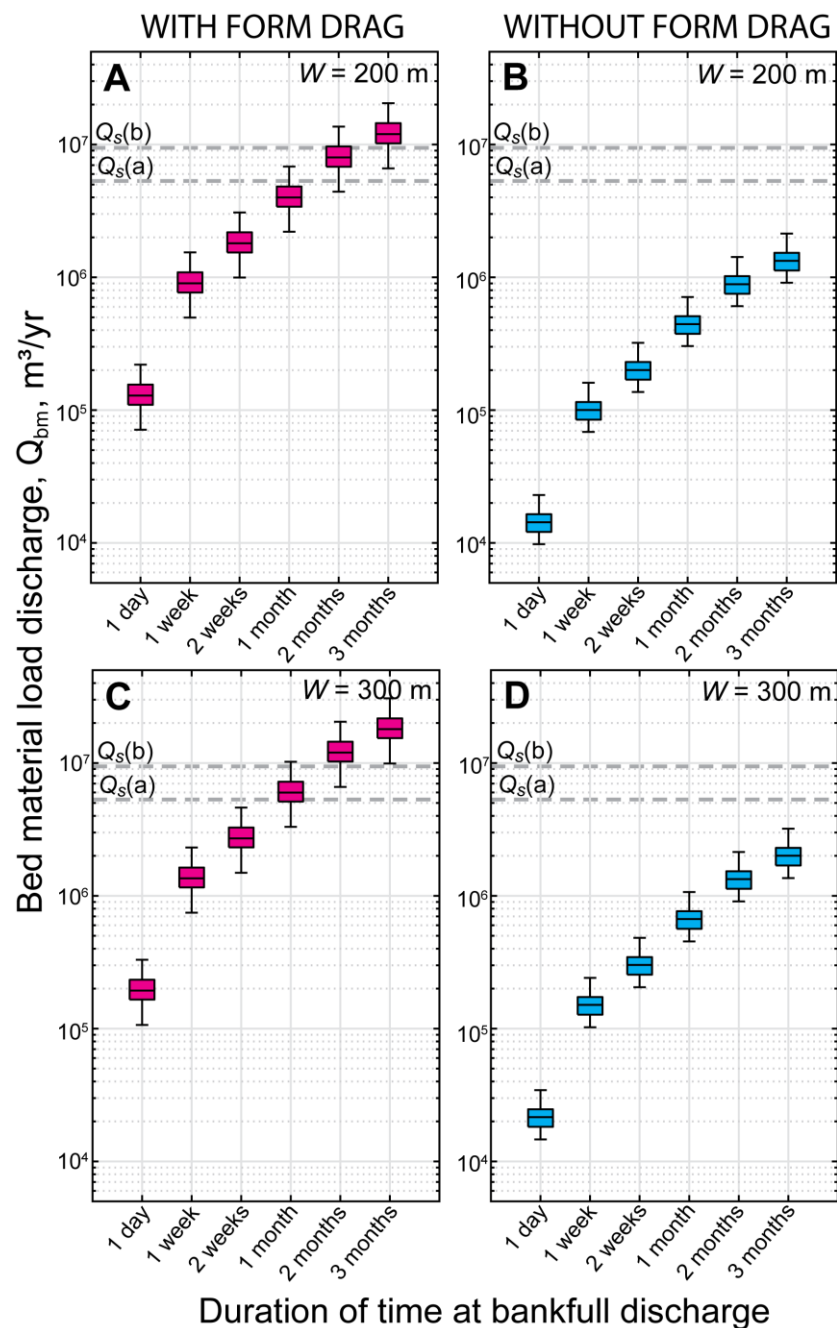 WITH FORM DRAG
WITHOUT FORM DRAG
A
W = 200 m
B
W = 200 m
10⁷
10⁶
10⁵
10⁴
Qₛ(b)
Qₛ(a)
10⁷
10⁶
10⁵
10⁴
Qₛ(b)
Qₛ(a)
1 day
1 week
2 weeks
1 month
2 months
3 months
1 day
1 week
2 weeks
1 month
2 months
3 months
Bed material load discharge, Q_bm, m³/yr
C
W = 300 m
D
W = 300 m
10⁷
10⁶
10⁵
10⁴
Qₛ(b)
Qₛ(a)
10⁷
10⁶
10⁵
10⁴
Qₛ(b)
Qₛ(a)
1 day
1 week
2 weeks
1 month
2 months
3 months
1 day
1 week
2 weeks
1 month
2 months
3 months
Duration of time at bankfull discharge